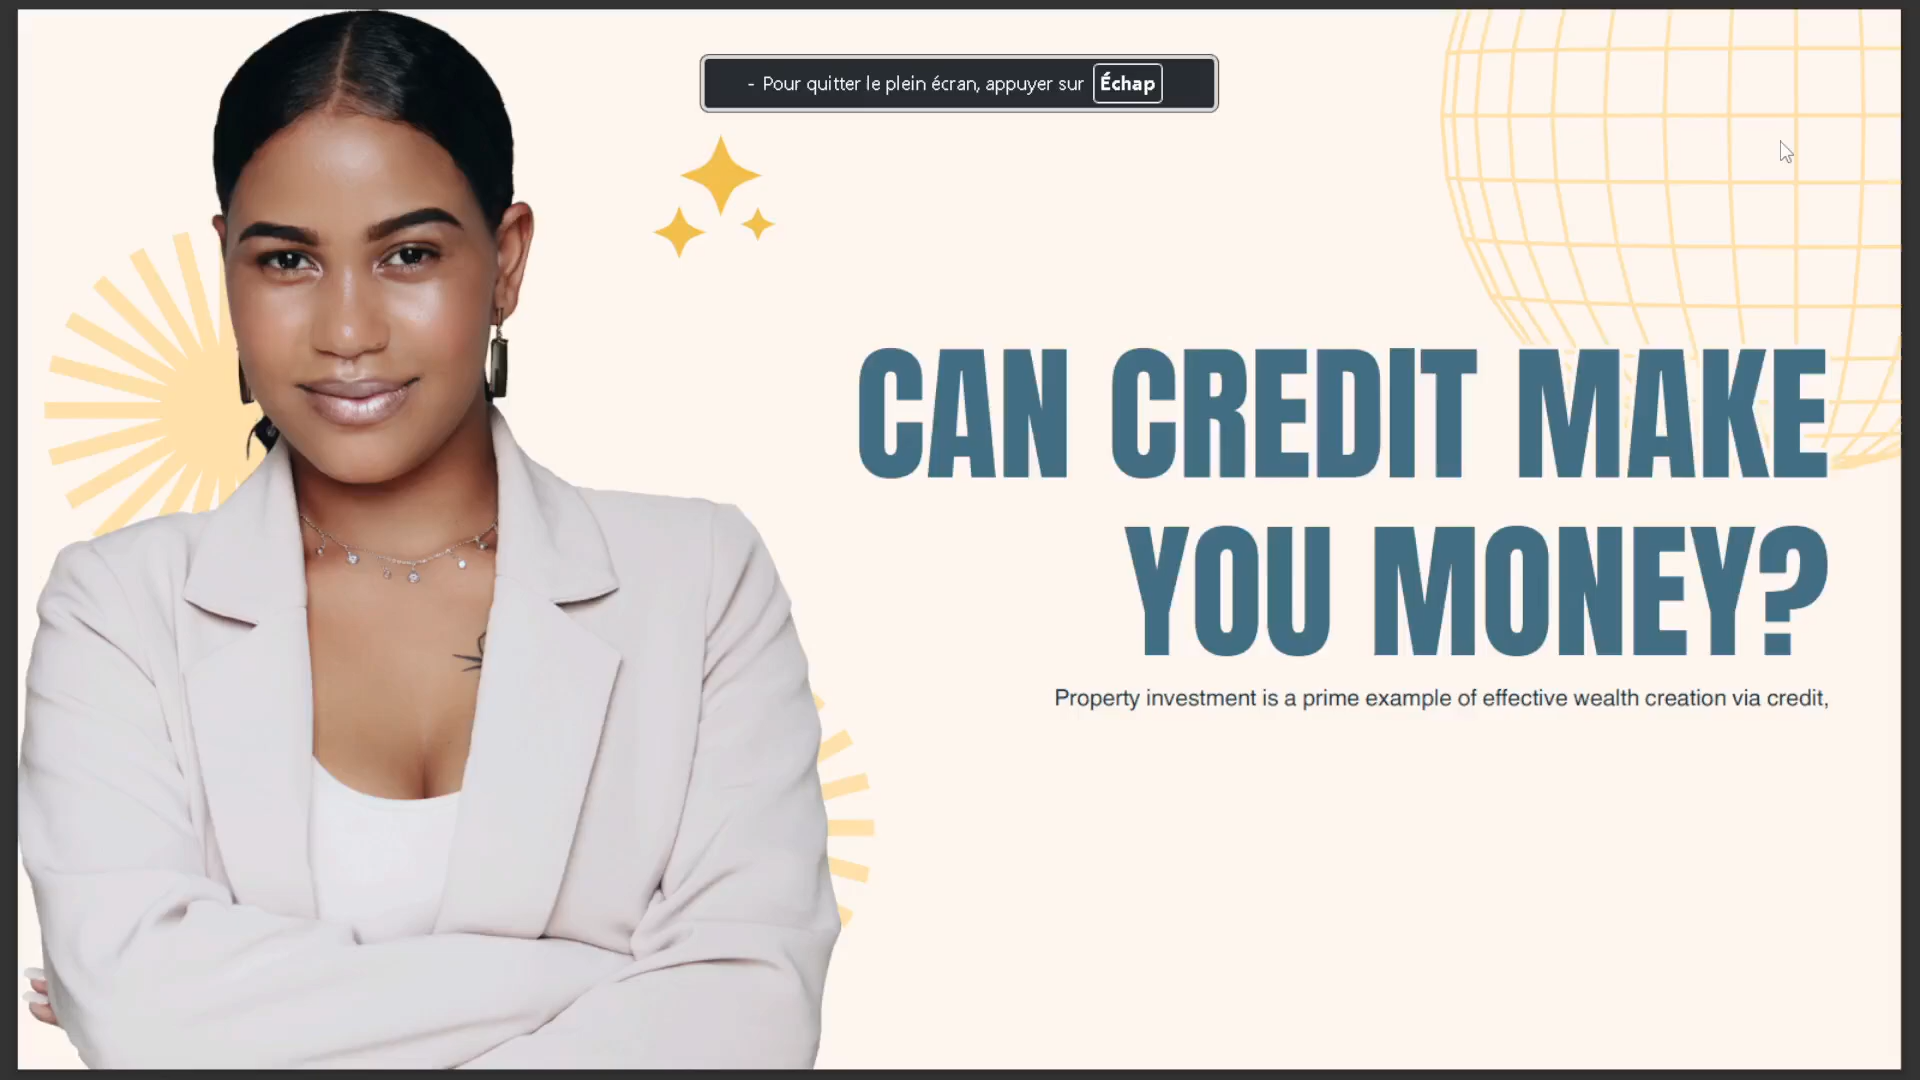 - Pour quitter le plein écran, appuyer sur Échap
CAN CREDIT MAKE
YOU MONEY?
Property investment is a prime example of effective wealth creation via credit,